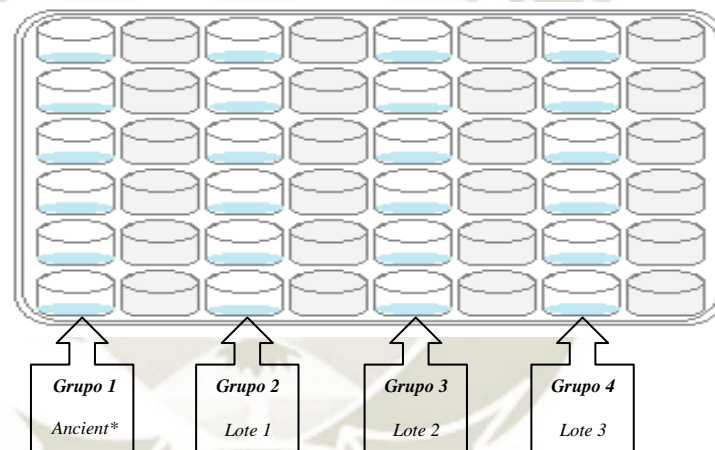 Grupo 1
Ancient*
Grupo 2
Lote 1
Grupo 3
Lote 2
Grupo 4
Lote 3